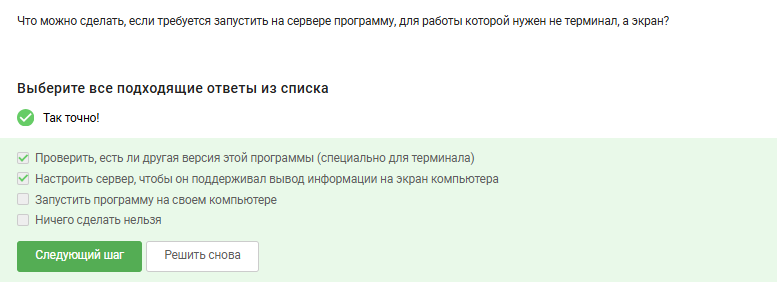 Что можно сделать, если требуется запустить на сервере программу, для работы которой нужен не терминал, а экран?
Выберите все подходящие ответы из списка
Так точно!
Проверить, есть ли другая версия этой программы (специально для терминала)
Настроить сервер, чтобы он поддерживал вывод информации на экран компьютера
Запустить программу на своем компьютере
Ничего сделать нельзя
Следующий шаг
Решить снова